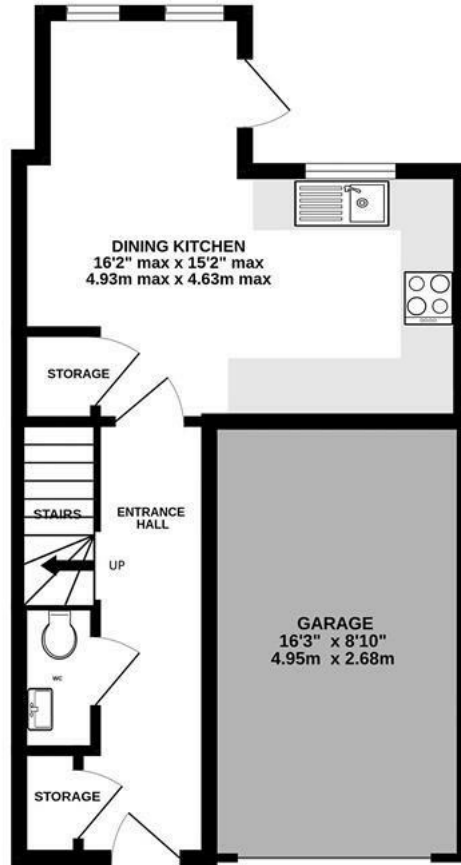 DINING KITCHEN
16'2" max x 15'2" max
4.93m max x 4.63m max
STORAGE
STAIRS
ENTRANCE
HALL
UP
GARAGE
16'3" x 8'10"
4.95m x 2.68m
WC
STORAGE